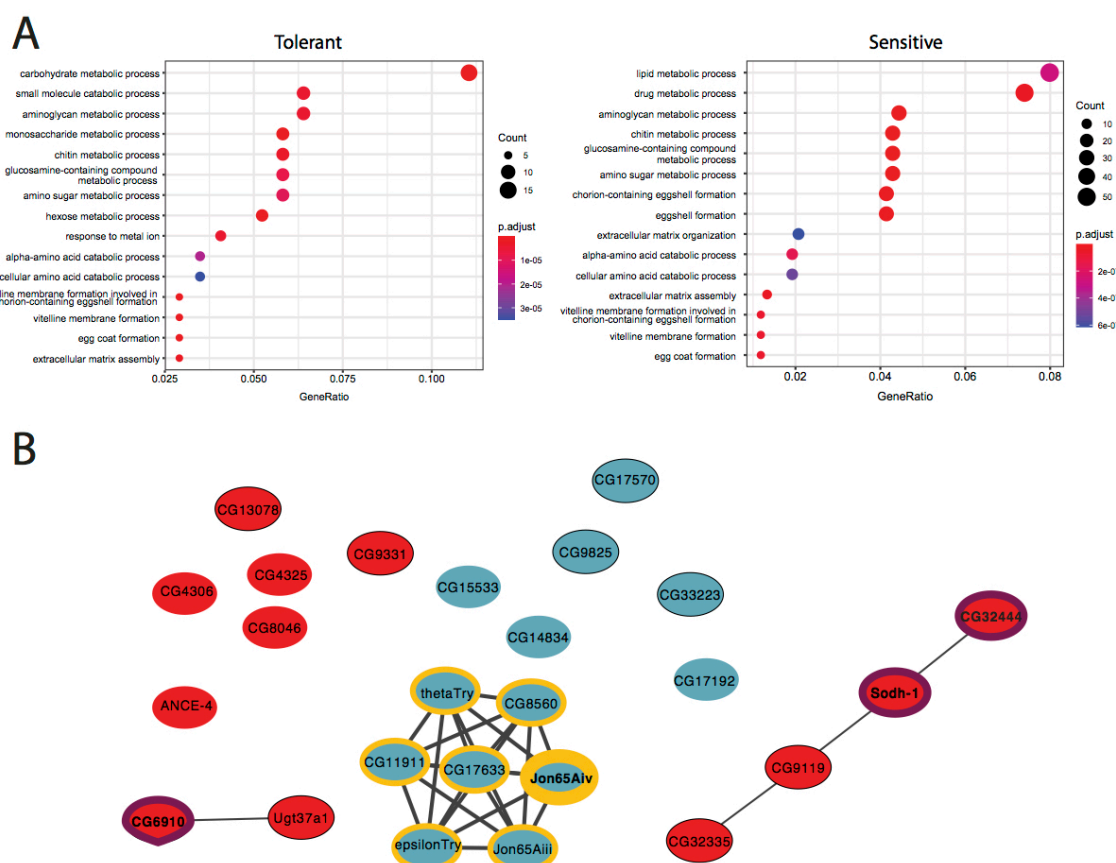 A
Tolerant
carbohydrate metabolic process
small molecule catabolic process
aminoglycan metabolic process
monosaccharide metabolic process
chitin metabolic process
glucosamine-containing compound
metabolic process
amino sugar metabolic process
hexose metabolic process
response to metal ion
alpha-amino acid catabolic process
cellular amino acid catabolic process
line membrane formation involved in
horion-containing eggshell formation
vitelline membrane formation
egg coat formation
extracellular matrix assembly
0.025 0.050 0.075 0.100
GeneRatio
Count
5
10
15
p.adjust
1e-05
2e-05
3e-05
Sensitive
lipid metabolic process
drug metabolic process
aminoglycan metabolic process
chitin metabolic process
glucosamine-containing compound
metabolic process
amino sugar metabolic process
chorion-containing eggshell formation
eggshell formation
extracellular matrix organization
alpha-amino acid catabolic process
cellular amino acid catabolic process
extracellular matrix assembly
vitelline membrane formation involved in
chorion-containing eggshell formation
vitelline membrane formation
egg coat formation
0.02 0.04 0.06 0.08
GeneRatio
Count
10
20
30
40
50
p.adjust
2e-0
4e-0
6e-0
B
CG17570
CG13078
CG9331
CG9825
CG4325
CG4306
CG15533
CG33223
CG8046
CG32444
CG14834
CG17192
thetaTry
Sodh-1
CG8560
ANCE-4
CG11911
CG17633
Jon65Aiv
CG9119
CG6910
Ugt37a1
CG32335
epsilonTry
Jon65Aiii